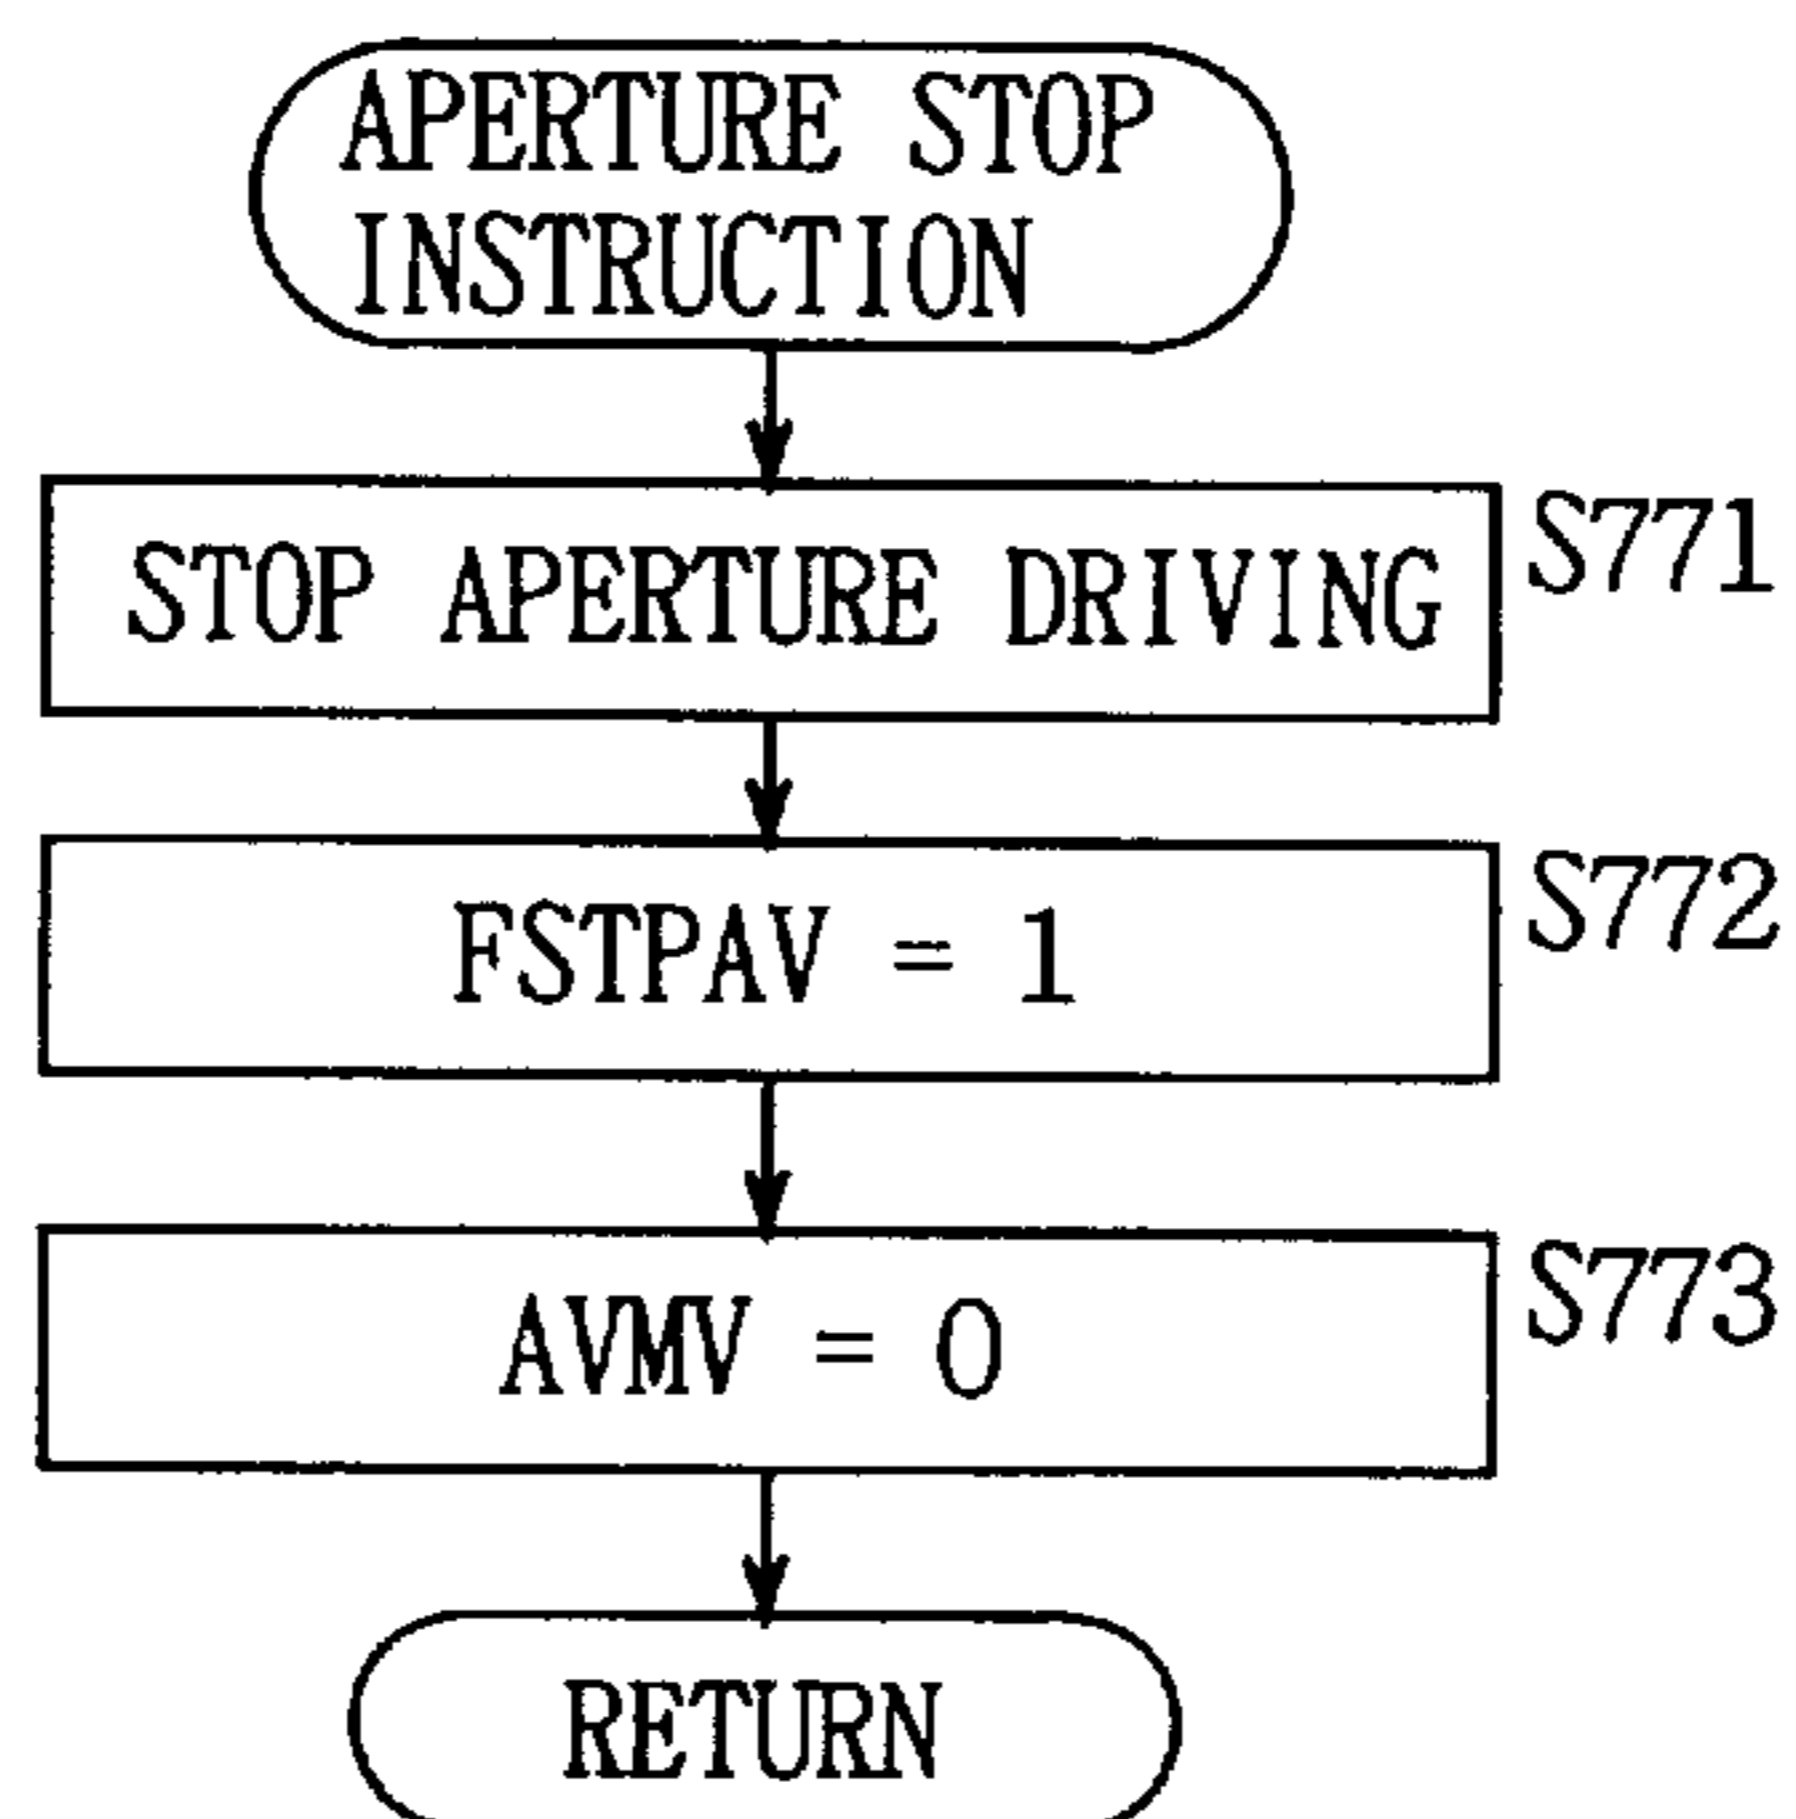 APERTURE STOP
INSTRUCTION
STOP APERTURE DRIVING
S771
FSTPAV = 1
S772
AVMV = 0
S773
RETURN